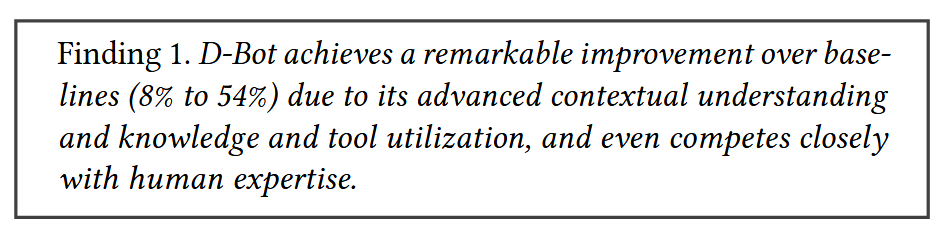 Finding 1. D-Bot achieves a remarkable improvement over base-
lines (8% to 54%) due to its advanced contextual understanding
and knowledge and tool utilization, and even competes closely
with human expertise.